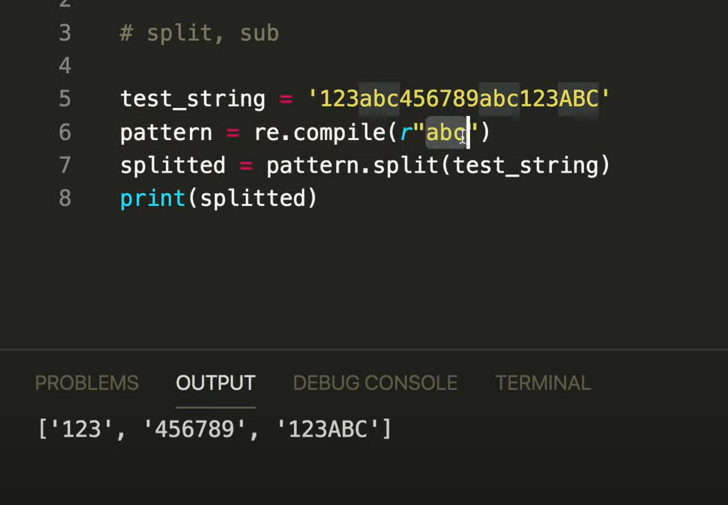 2
3 # split, sub
4
5 test_string = '123abc456789abc123ABC'
6 pattern = re.compile(r"abc")
7 splitted = pattern.split(test_string)
8 print(splitted)
PROBLEMS OUTPUT DEBUG CONSOLE TERMINAL
['123', '456789', '123ABC']